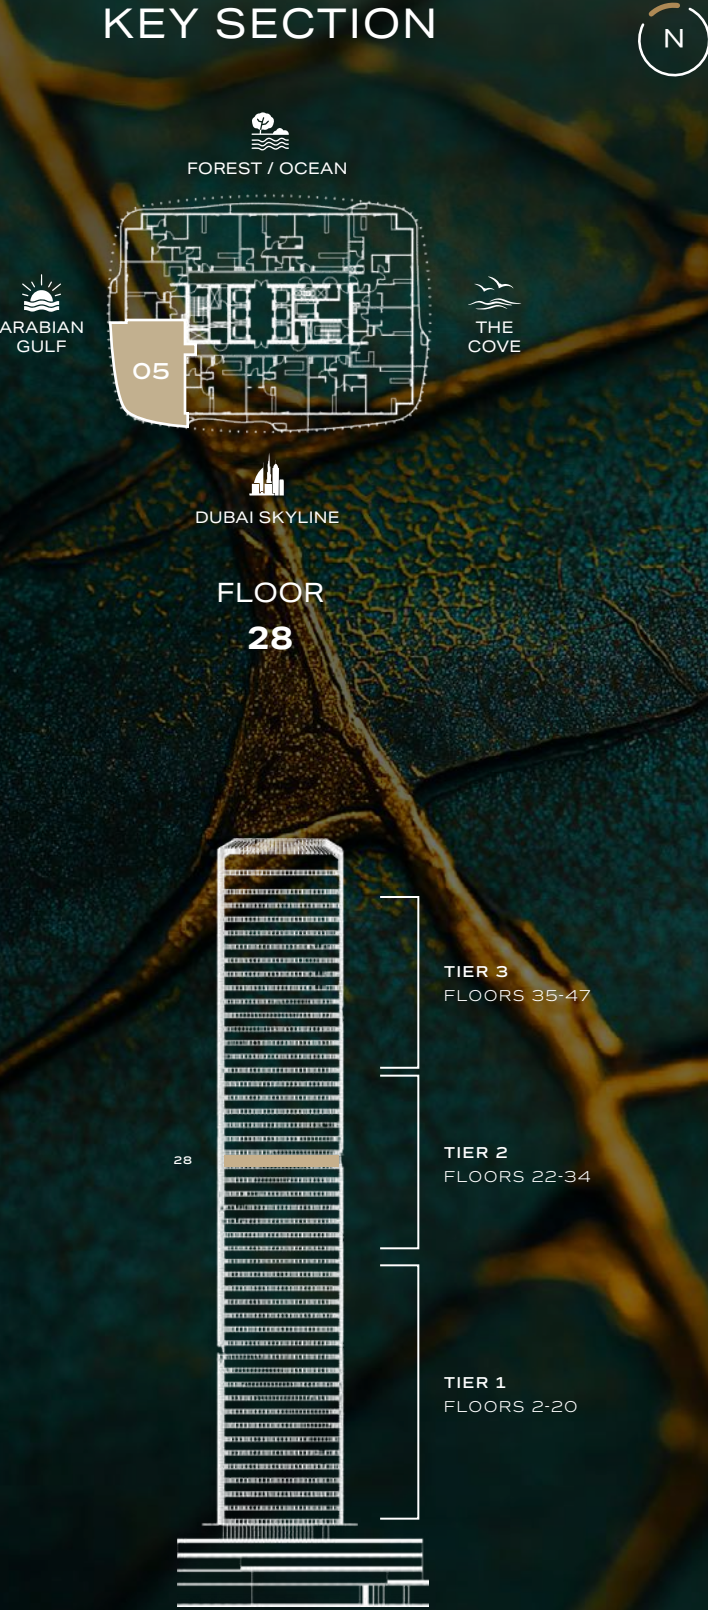 KEY SECTION
N
FOREST / OCEAN
ARABIAN
GULF
THE
COVE
05
DUBAI SKYLINE
FLOOR
28
TIER 3
FLOORS 35-47
28
TIER 2
FLOORS 22-34
TIER 1
FLOORS 2-20